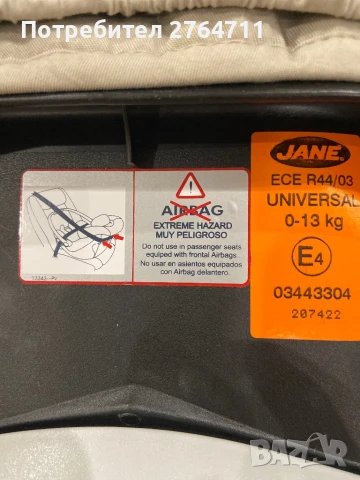 Потребител 2764711
JANE
ECE R44/03
UNIVERSAL
0-13 kg
E4
03443304
207422
AIRBAG
EXTREME HAZARD
MUY PELIGROSO
Do not use in passenger seats
equiped with frontal Airbags.
No usar en asientos equipados
con Airbag delantero.
bazar